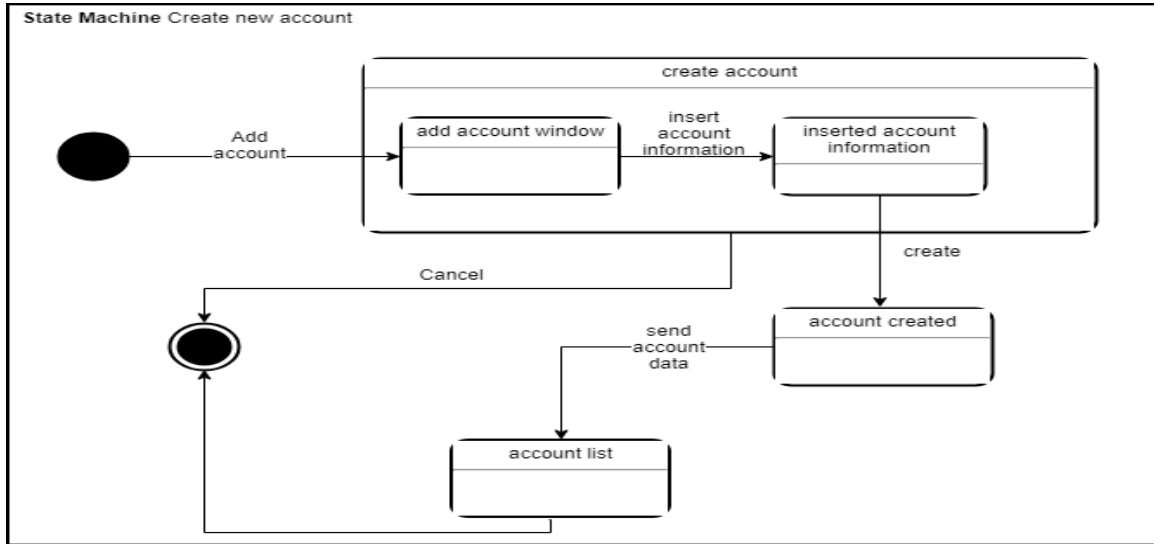 State Machine Create new account
create account
Add
account
add account window
insert
account
information
inserted account
information
create
Cancel
account created
send
account
data
account list